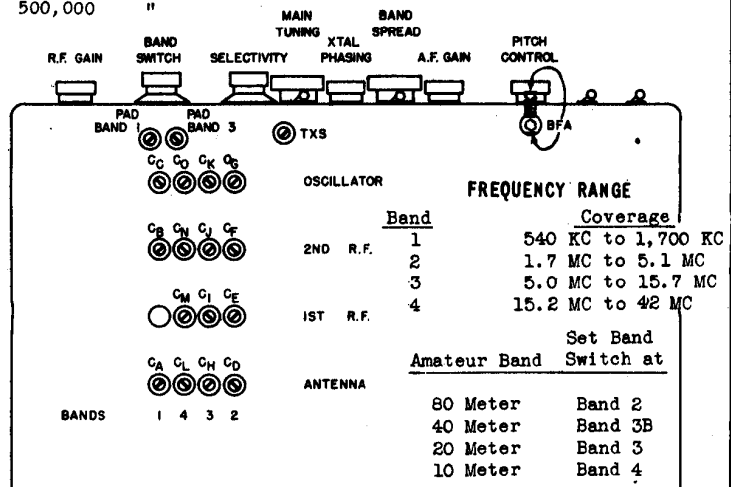 500,000 "
MAIN TUNING
BAND SPREAD
R.F. GAIN
BAND SWITCH
SELECTIVITY
XTAL PHASING
A.F. GAIN
PITCH CONTROL
PAD BAND 1
PAD BAND 3
TXS
BFA
CC CO CK CG
OSCILLATOR
FREQUENCY RANGE
Band Coverage
1 540 KC to 1,700 KC
2 1.7 MC to 5.1 MC
3 5.0 MC to 15.7 MC
4 15.2 MC to 42 MC
CB CN CJ CF
2ND R.F.
CM CI CE
1ST R.F.
CA CL CH CD
ANTENNA
BANDS 1 4 3 2
Amateur Band Set Band Switch at
80 Meter Band 2
40 Meter Band 3B
20 Meter Band 3
10 Meter Band 4